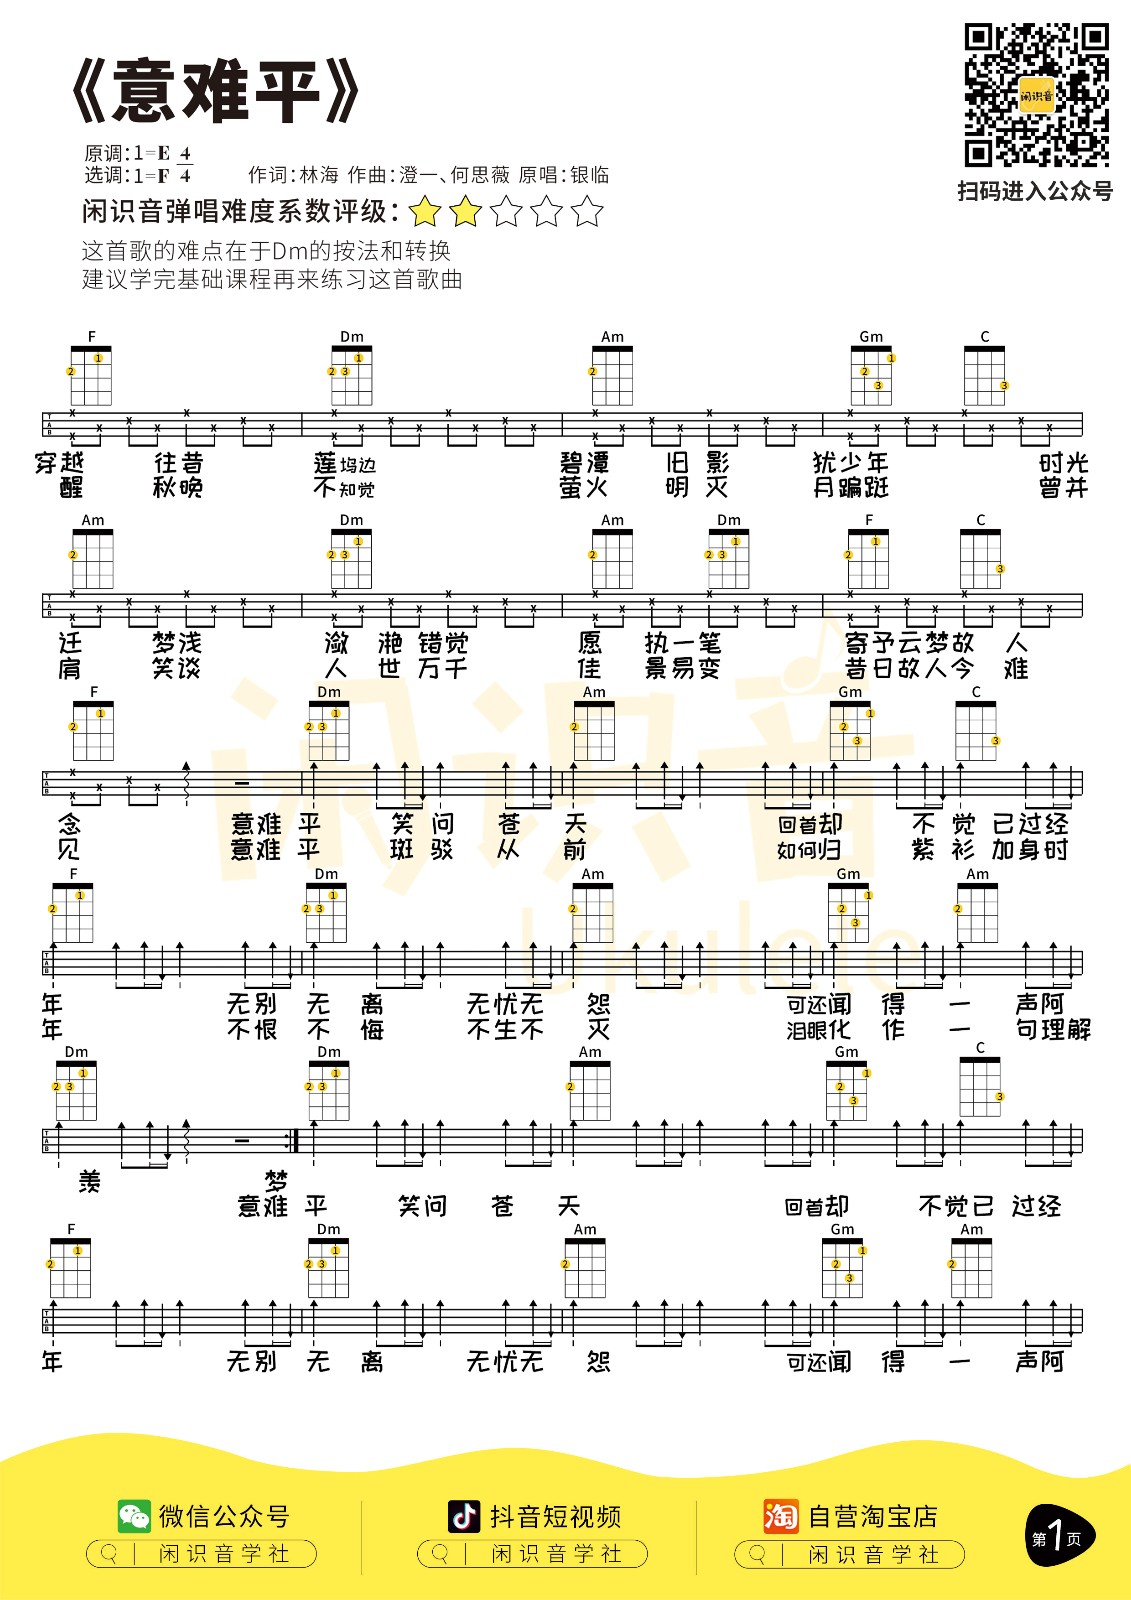 《意难平》
闲识音
扫码进入公众号
原调:1=E 4/4
选调:1=F
作词:林海 作曲:澄一、何思薇 原唱:银临
闲识音弹唱难度系数评级:
这首歌的难点在于Dm的按法和转换
建议学完基础课程再来练习这首歌曲
F Dm Am Gm C
穿越 往昔 莲坞边 碧潭 旧影 犹少年 时光
醒 秋晚 不知觉 萤火 明灭 月蹁跹 曾并
Am Dm Am Dm F C
迁 梦浅 潋滟错觉 愿 执一笔 寄予云梦故人
肩 笑谈 人世万千 佳 景易变 昔日故人今难
F Dm Am Gm C
念 意难平 笑问苍天 回首却 不觉已过经
见 意难平 斑驳从前 如何归 紫衫加身时
F Dm Am Gm Am
年 无别无离 无忧无怨 可还闻得一声阿
年 不恨不悔 不生不灭 泪眼化作一句理解
Dm Dm Am Gm C
羡 梦
意难平 笑问苍天 回首却 不觉已过经
F Dm Am Gm Am
年 无别无离 无忧无怨 可还闻得一声阿
闲识音
Ukulele
微信公众号 抖音短视频 淘 自营淘宝店
闲识音学社 闲识音学社 闲识音学社
第1页